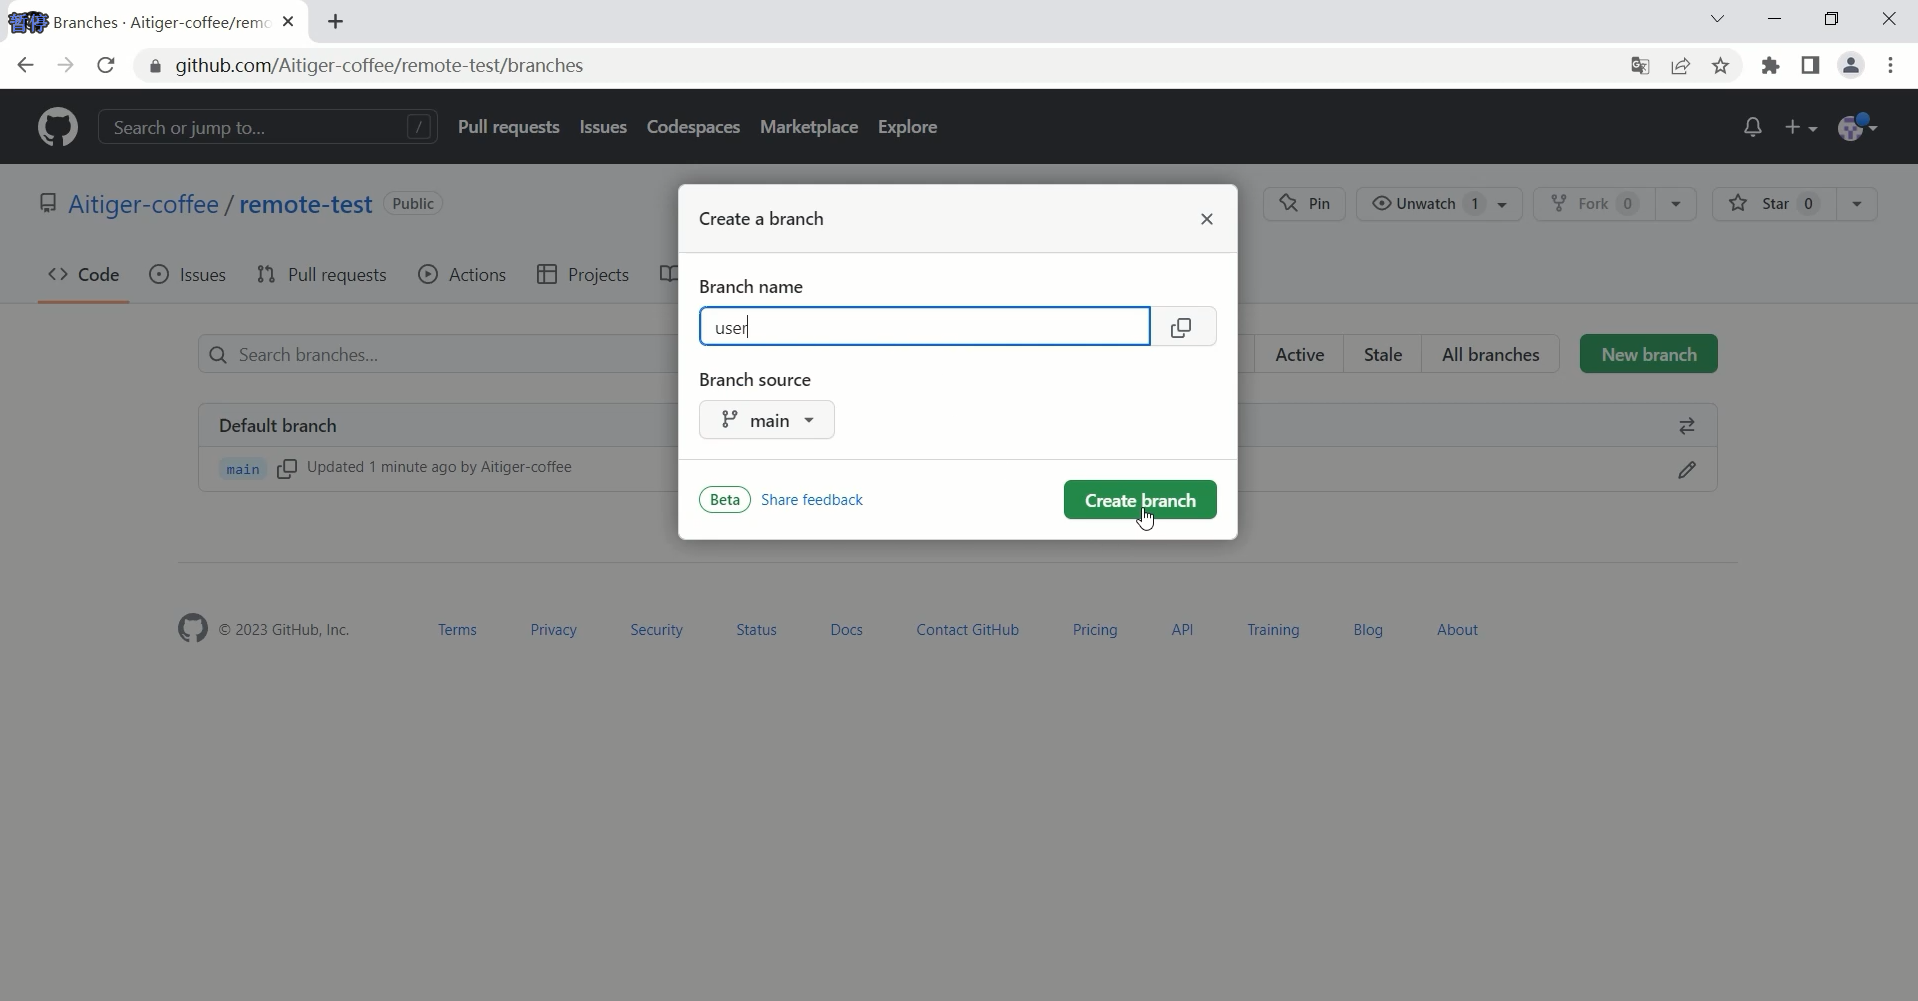 暂停 Branches · Aitiger-coffee/remo
github.com/Aitiger-coffee/remote-test/branches
Search or jump to... / Pull requests Issues Codespaces Marketplace Explore
Aitiger-coffee / remote-test Public Pin Unwatch 1 Fork 0 Star 0
Code Issues Pull requests Actions Projects
Create a branch
Branch name
user
Branch source
main
Beta Share feedback Create branch
Search branches... Active Stale All branches New branch
Default branch
main Updated 1 minute ago by Aitiger-coffee
© 2023 GitHub, Inc. Terms Privacy Security Status Docs Contact GitHub Pricing API Training Blog About